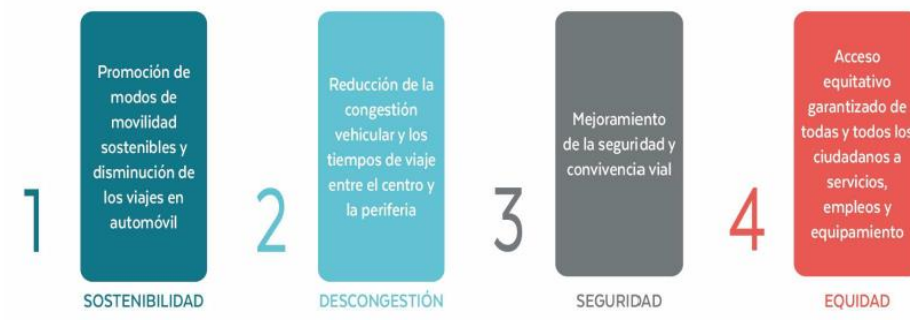 1
Promoción de
modos de
movilidad
sostenibles y
disminución de
los viajes en
automóvil
SOSTENIBILIDAD
2
Reducción de la
congestión
vehicular y los
tiempos de viaje
entre el centro y
la periferia
DESCONGESTIÓN
3
Mejoramiento
de la seguridad y
convivencia vial
SEGURIDAD
4
Acceso
equitativo
garantizado de
todas y todos los
ciudadanos a
servicios,
empleos y
equipamiento
EQUIDAD